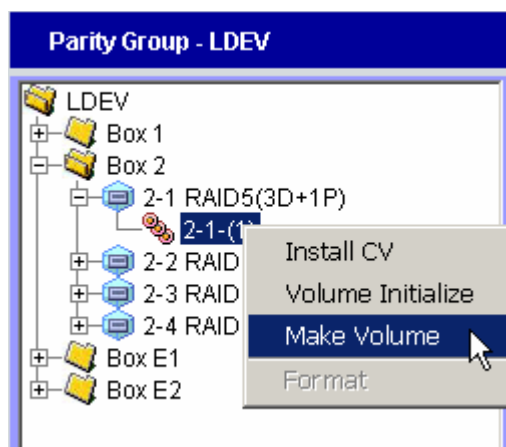 Parity Group - LDEV
LDEV
Box 1
Box 2
2-1 RAID5(3D+1P)
2-1-(1)
Install CV
2-2 RAID
Volume Initialize
2-3 RAID
Make Volume
2-4 RAID
Box E1
Format
Box E2